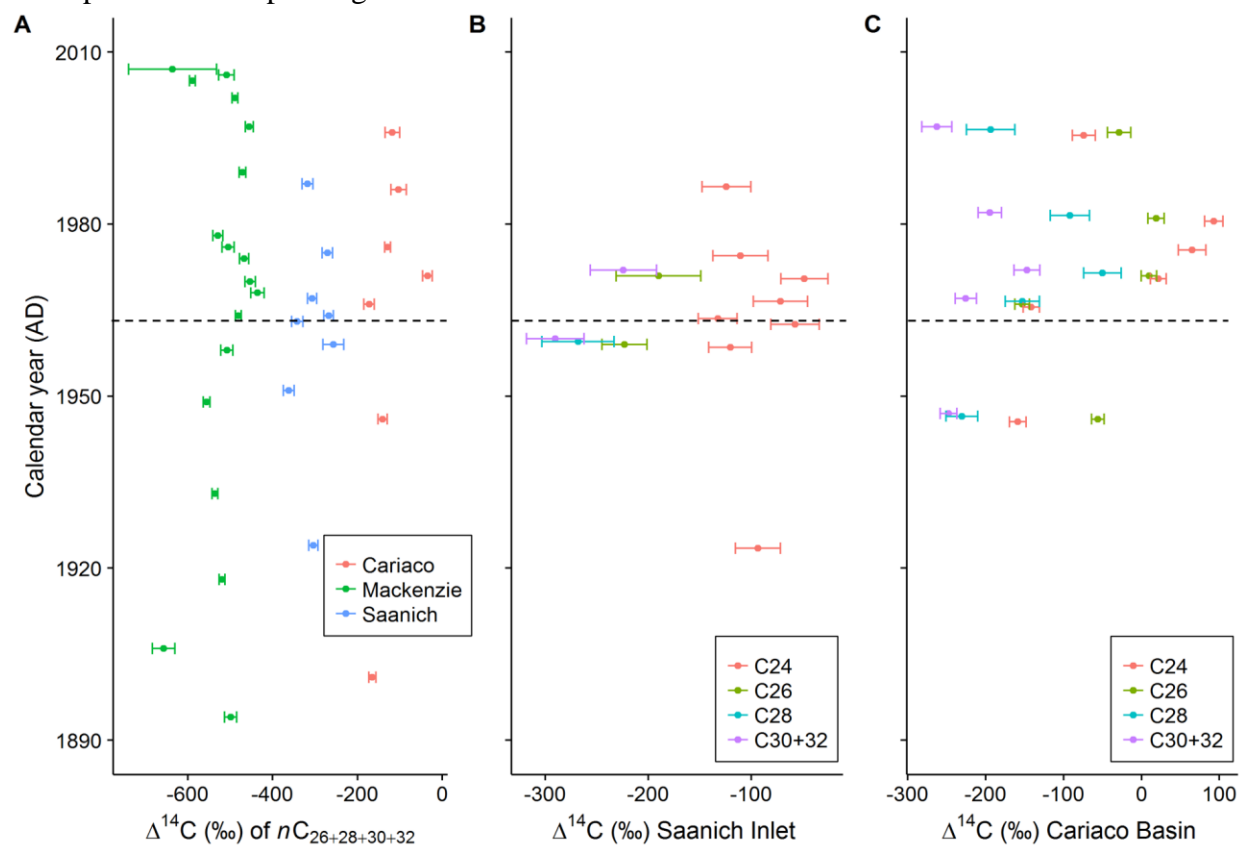 A
B
C
2010
1980
1950
1920
1890
Calendar year (AD)
Cariaco
Mackenzie
Saanich
-600 -400 -200 0
Δ¹⁴C (‰) of nC₂₆₊₂₈₊₃₀₊₃₂
C24
C26
C28
C30+32
-300 -200 -100
Δ¹⁴C (‰) Saanich Inlet
C24
C26
C28
C30+32
-300 -200 -100 0 100
Δ¹⁴C (‰) Cariaco Basin